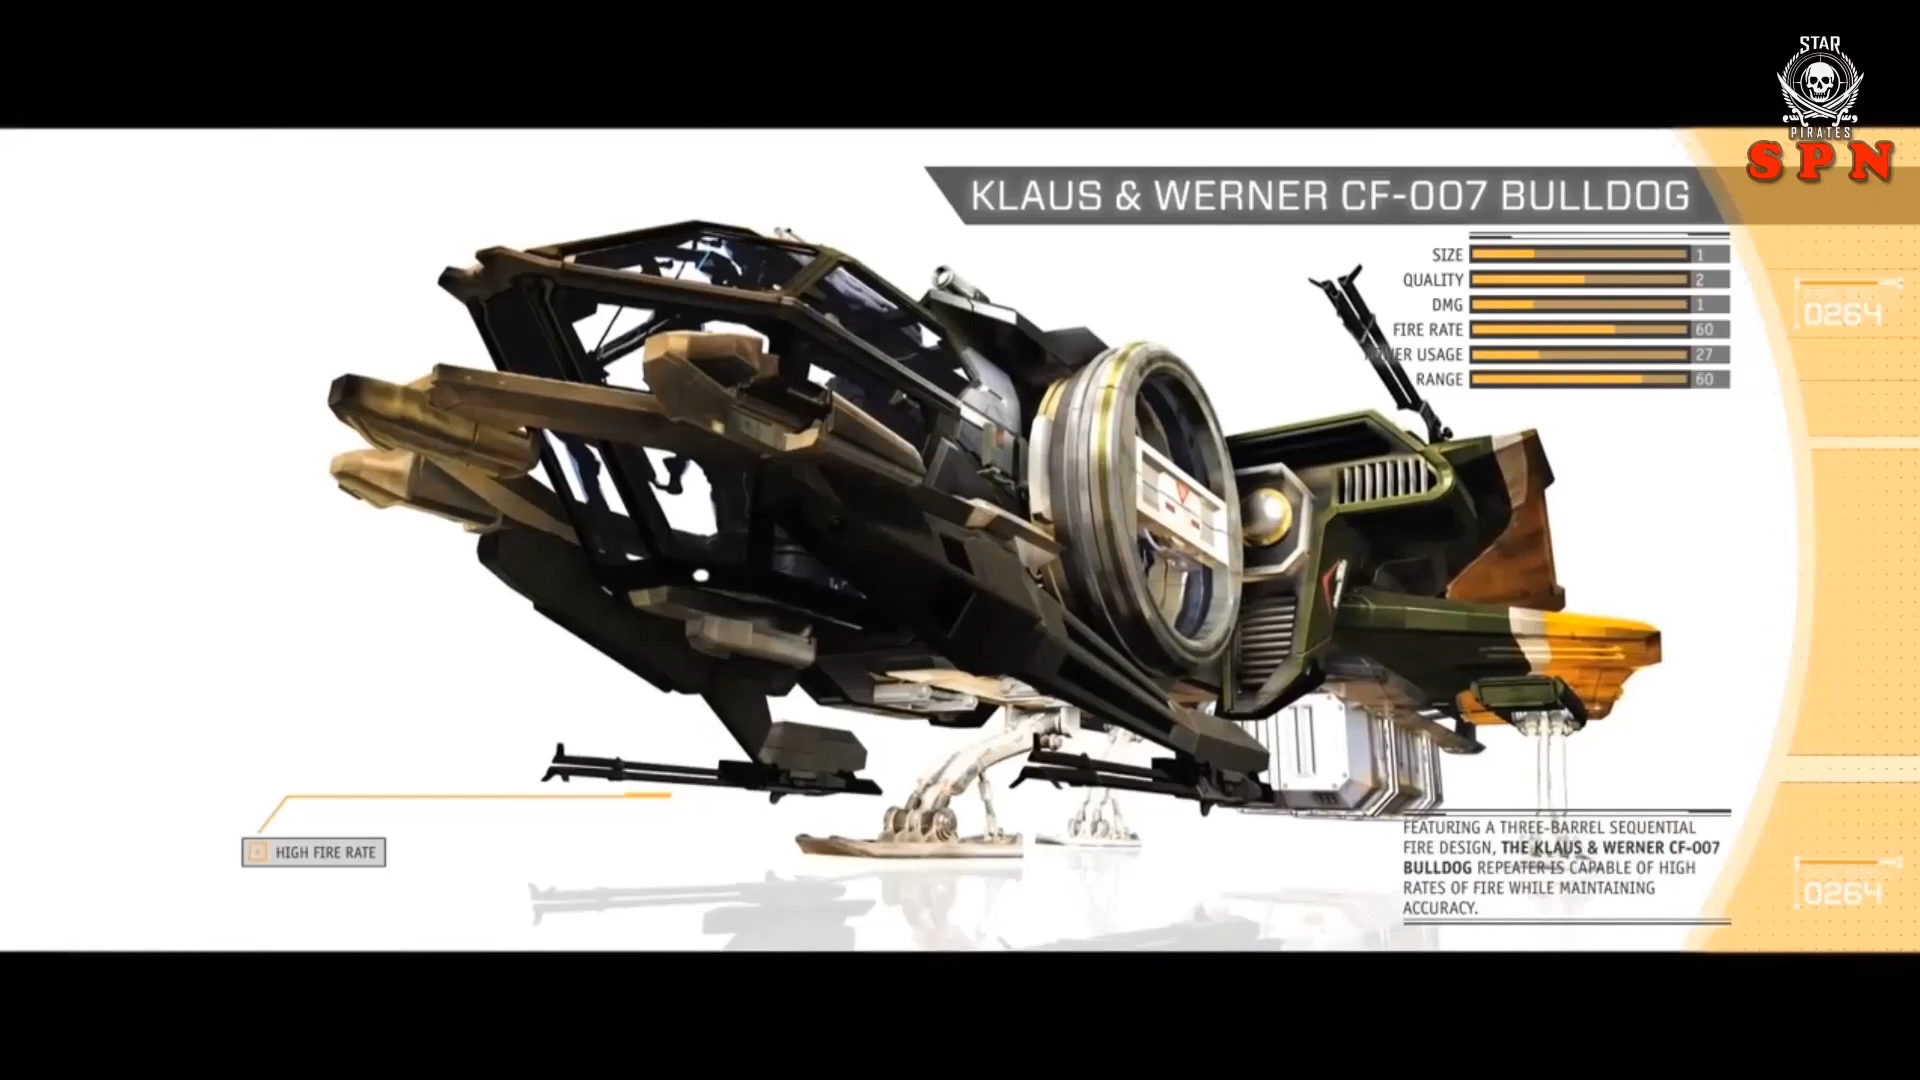 STAR
PIRATES
SPN
KLAUS & WERNER CF-007 BULLDOG
SIZE 1
QUALITY 2
DMG 1
FIRE RATE 60
POWER USAGE 27
RANGE 60
0264
HIGH FIRE RATE
FEATURING A THREE-BARREL SEQUENTIAL
FIRE DESIGN, THE KLAUS & WERNER CF-007
BULLDOG REPEATER IS CAPABLE OF HIGH
RATES OF FIRE WHILE MAINTAINING
ACCURACY.
0264